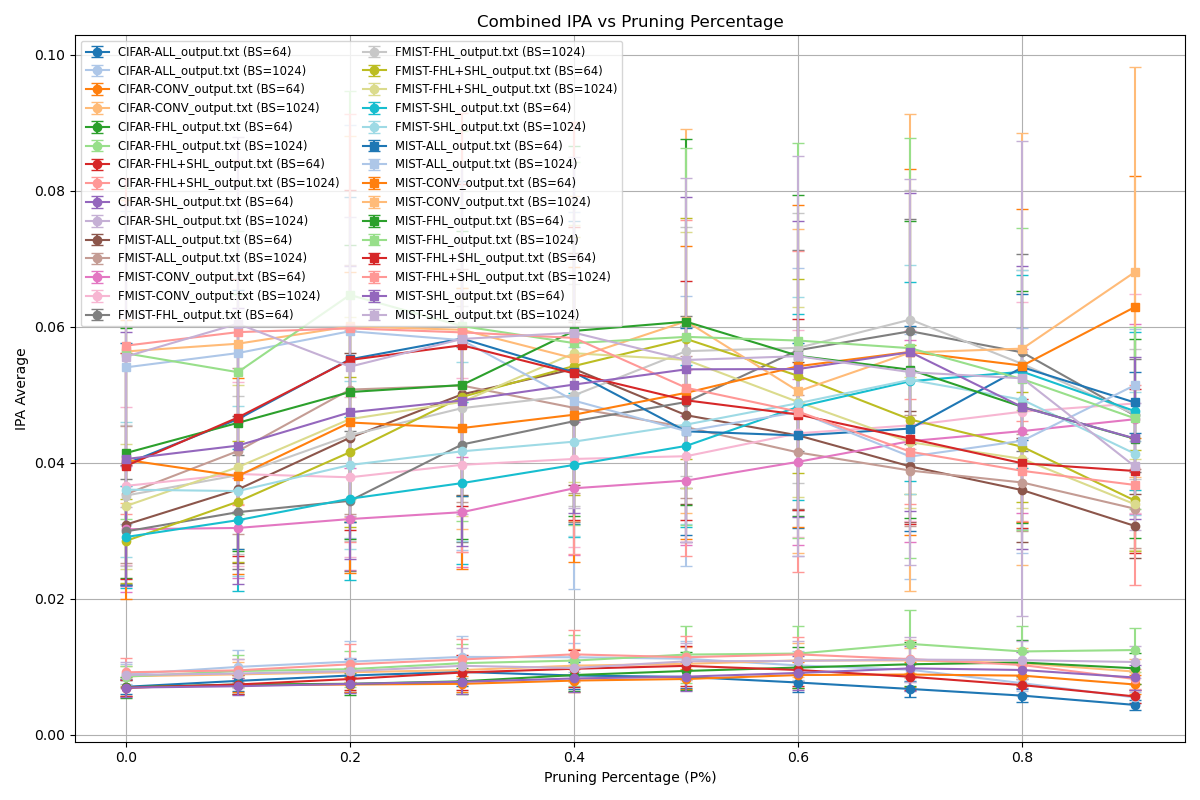 Combined IPA vs Pruning Percentage
CIFAR-ALL_output.txt (BS=64)
CIFAR-ALL_output.txt (BS=1024)
CIFAR-CONV_output.txt (BS=64)
CIFAR-CONV_output.txt (BS=1024)
CIFAR-FHL_output.txt (BS=64)
CIFAR-FHL_output.txt (BS=1024)
CIFAR-FHL+SHL_output.txt (BS=64)
CIFAR-FHL+SHL_output.txt (BS=1024)
CIFAR-SHL_output.txt (BS=64)
CIFAR-SHL_output.txt (BS=1024)
FMIST-ALL_output.txt (BS=64)
FMIST-ALL_output.txt (BS=1024)
FMIST-CONV_output.txt (BS=64)
FMIST-CONV_output.txt (BS=1024)
FMIST-FHL_output.txt (BS=64)
FMIST-FHL_output.txt (BS=1024)
FMIST-FHL+SHL_output.txt (BS=64)
FMIST-FHL+SHL_output.txt (BS=1024)
FMIST-SHL_output.txt (BS=64)
FMIST-SHL_output.txt (BS=1024)
MIST-ALL_output.txt (BS=64)
MIST-ALL_output.txt (BS=1024)
MIST-CONV_output.txt (BS=64)
MIST-CONV_output.txt (BS=1024)
MIST-FHL_output.txt (BS=64)
MIST-FHL_output.txt (BS=1024)
MIST-FHL+SHL_output.txt (BS=64)
MIST-FHL+SHL_output.txt (BS=1024)
MIST-SHL_output.txt (BS=64)
MIST-SHL_output.txt (BS=1024)
IPA Average
0.10
0.08
0.06
0.04
0.02
0.00
0.0 0.2 0.4 0.6 0.8
Pruning Percentage (P%)